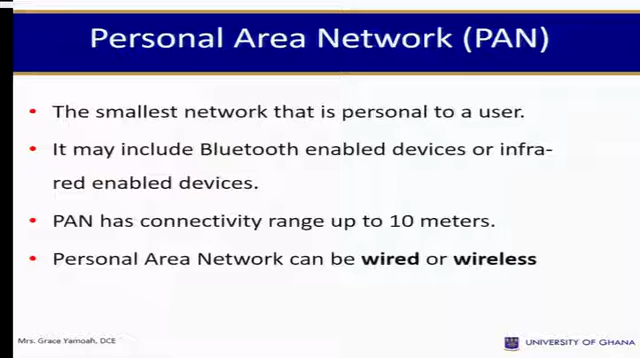 Personal Area Network (PAN)
• The smallest network that is personal to a user.
• It may include Bluetooth enabled devices or infra-
red enabled devices.
• PAN has connectivity range up to 10 meters.
• Personal Area Network can be wired or wireless
Mrs. Grace Yamoah, DCE
UNIVERSITY OF GHANA